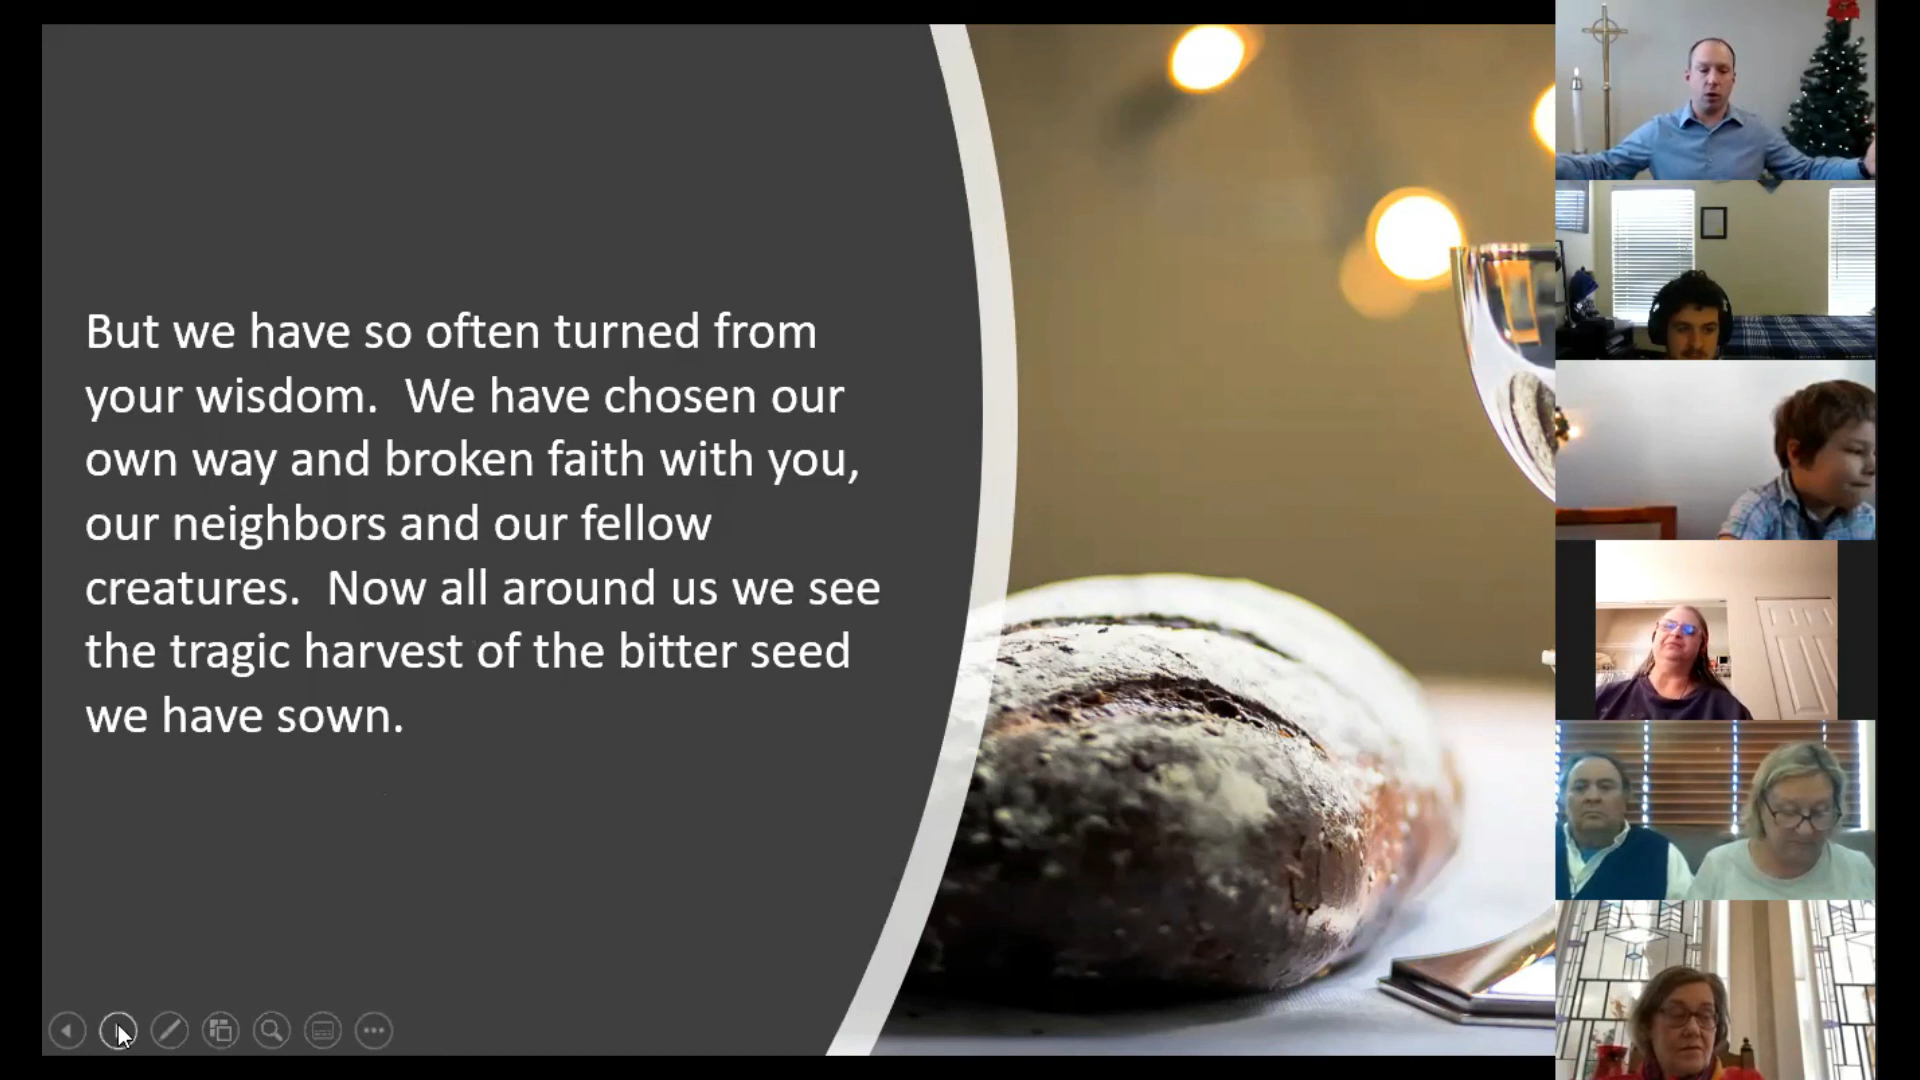 But we have so often turned from
your wisdom.  We have chosen our
own way and broken faith with you,
our neighbors and our fellow
creatures.  Now all around us we see
the tragic harvest of the bitter seed
we have sown.